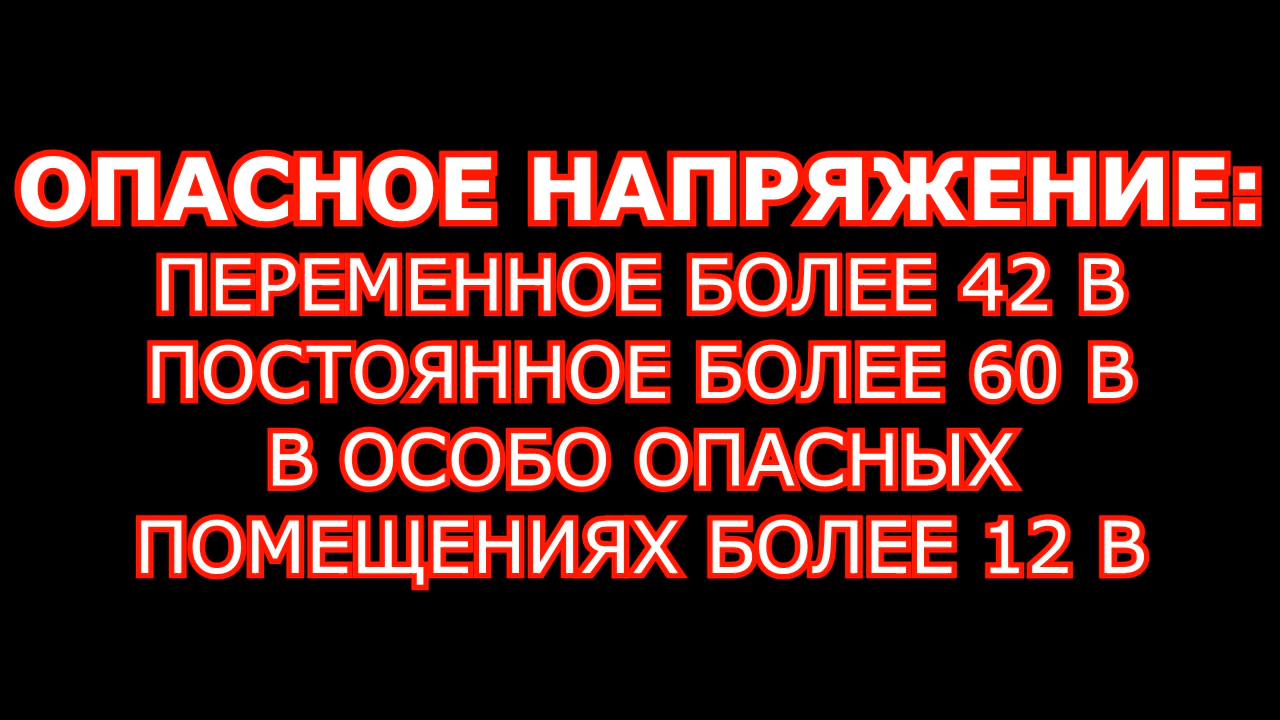 ОПАСНОЕ НАПРЯЖЕНИЕ:
ПЕРЕМЕННОЕ БОЛЕЕ 42 В
ПОСТОЯННОЕ БОЛЕЕ 60 В
В ОСОБО ОПАСНЫХ
ПОМЕЩЕНИЯХ БОЛЕЕ 12 В